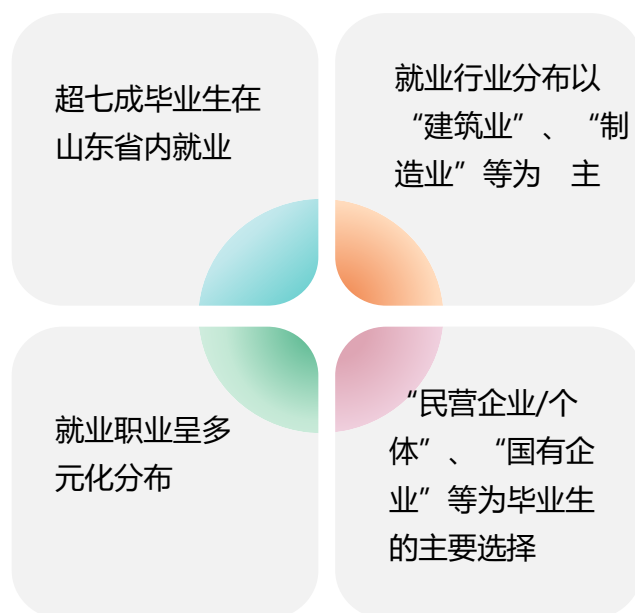 超七成毕业生在
山东省内就业
就业行业分布以
“建筑业”、“制
造业”等为　主
就业职业呈多
元化分布
“民营企业/个
体”、“国有企
业”等为毕业生
的主要选择